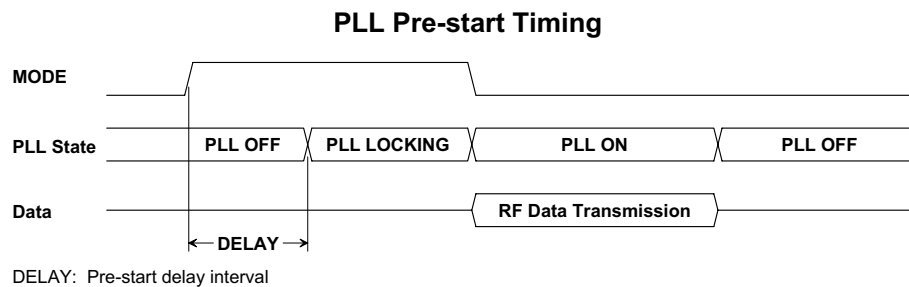 PLL Pre-start Timing
MODE
PLL State PLL OFF PLL LOCKING PLL ON PLL OFF
Data RF Data Transmission
DELAY
DELAY: Pre-start delay interval